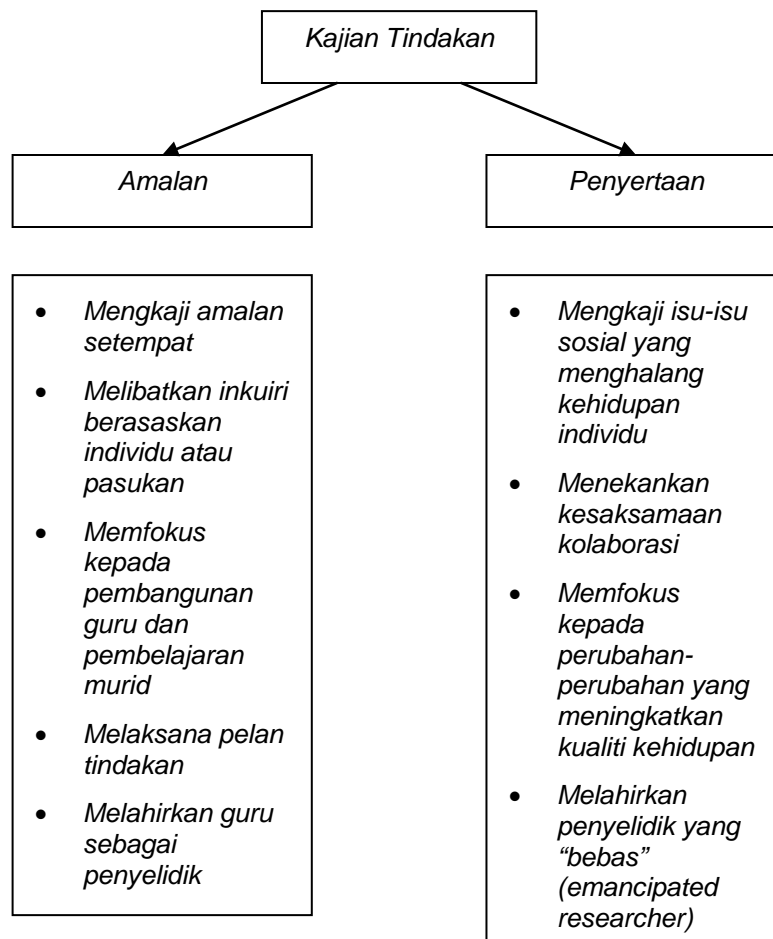 Kajian Tindakan
Amalan
Penyertaan
• Mengkaji amalan
setempat
• Melibatkan inkuiri
berasaskan
individu atau
pasukan
• Memfokus
kepada
pembangunan
guru dan
pembelajaran
murid
• Melaksana pelan
tindakan
• Melahirkan guru
sebagai
penyelidik
• Mengkaji isu-isu
sosial yang
menghalang
kehidupan
individu
• Menekankan
kesaksamaan
kolaborasi
• Memfokus
kepada
perubahan-
perubahan yang
meningkatkan
kualiti kehidupan
• Melahirkan
penyelidik yang
“bebas”
(emancipated
researcher)